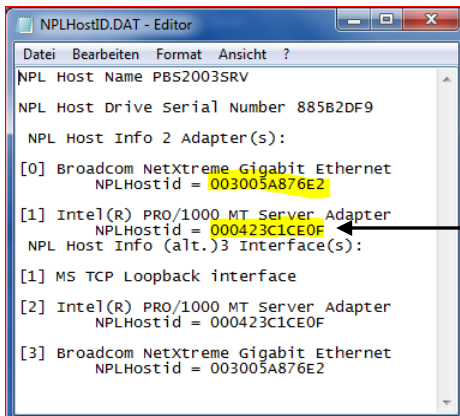 NPLHostID.DAT - Editor
Datei Bearbeiten Format Ansicht ?
NPL Host Name PBS2003SRV
NPL Host Drive Serial Number 885B2DF9
NPL Host Info 2 Adapter(s):
[0] Broadcom NetXtreme Gigabit Ethernet
NPLHostid = 003005A876E2
[1] Intel(R) PRO/1000 MT Server Adapter
NPLHostid = 000423C1CE0F
NPL Host Info (alt.)3 Interface(s):
[1] MS TCP Loopback interface
[2] Intel(R) PRO/1000 MT Server Adapter
NPLHostid = 000423C1CE0F
[3] Broadcom NetXtreme Gigabit Ethernet
NPLHostid = 003005A876E2